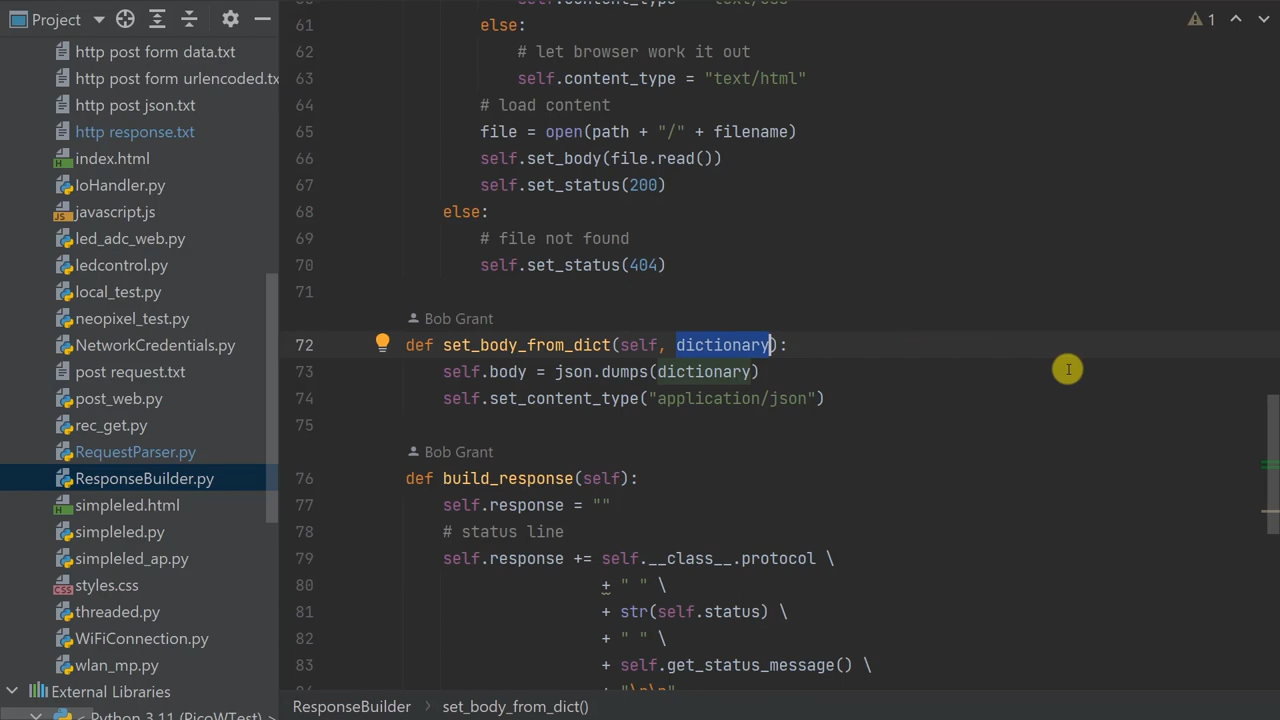 Project
1
http post form data.txt
http post form urlencoded.tx
http post json.txt
http response.txt
index.html
IoHandler.py
javascript.js
led_adc_web.py
ledcontrol.py
local_test.py
neopixel_test.py
NetworkCredentials.py
post request.txt
post_web.py
rec_get.py
RequestParser.py
ResponseBuilder.py
simpleled.html
simpleled.py
simpleled_ap.py
styles.css
threaded.py
WiFiConnection.py
wlan_mp.py
External Libraries
Python 3.11 (PicoWTest)
61 else:
62 # let browser work it out
63 self.content_type = "text/html"
64 # load content
65 file = open(path + "/" + filename)
66 self.set_body(file.read())
67 self.set_status(200)
68 else:
69 # file not found
70 self.set_status(404)
71
Bob Grant
72 def set_body_from_dict(self, dictionary):
73 self.body = json.dumps(dictionary)
74 self.set_content_type("application/json")
75
Bob Grant
76 def build_response(self):
77 self.response = ""
78 # status line
79 self.response += self.__class__.protocol \
80 + " " \
81 + str(self.status) \
82 + " " \
83 + self.get_status_message() \
ResponseBuilder > set_body_from_dict()